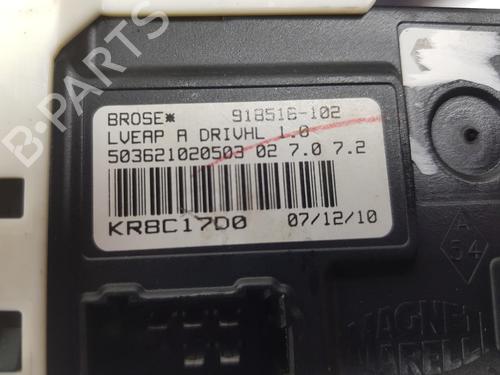 BROSE* 918516-102
LVEAP A DRIVHL 1.0
503621020503 02 7.0 7.2
KR8C17D0 07/12/10
A
54
MAGNETI
MARELLI
B-PARTS